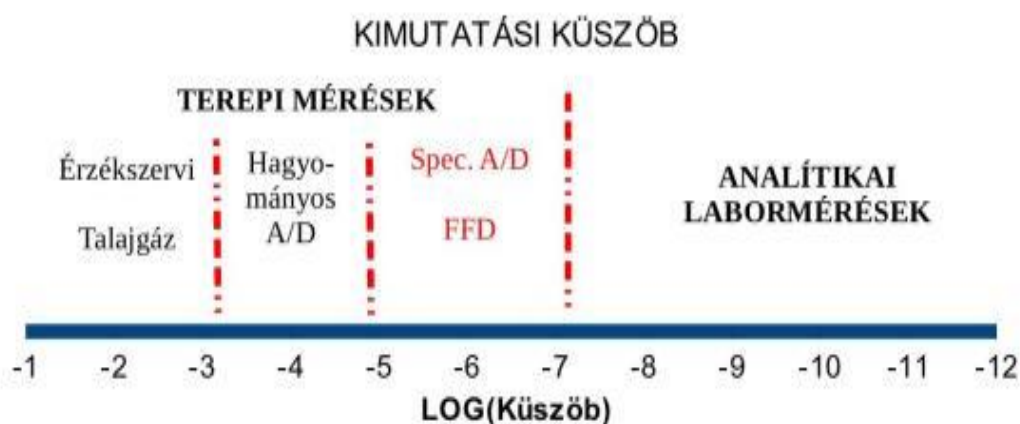 KIMUTATÁSI KÜSZÖB
TEREPI MÉRÉSEK
Érzékszervi
Talajgáz
Hagyo-
mányos
A/D
Spec. A/D
FFD
ANALÍTIKAI
LABORMÉRÉSEK
-1 -2 -3 -4 -5 -6 -7 -8 -9 -10 -11 -12
LOG(Küszöb)